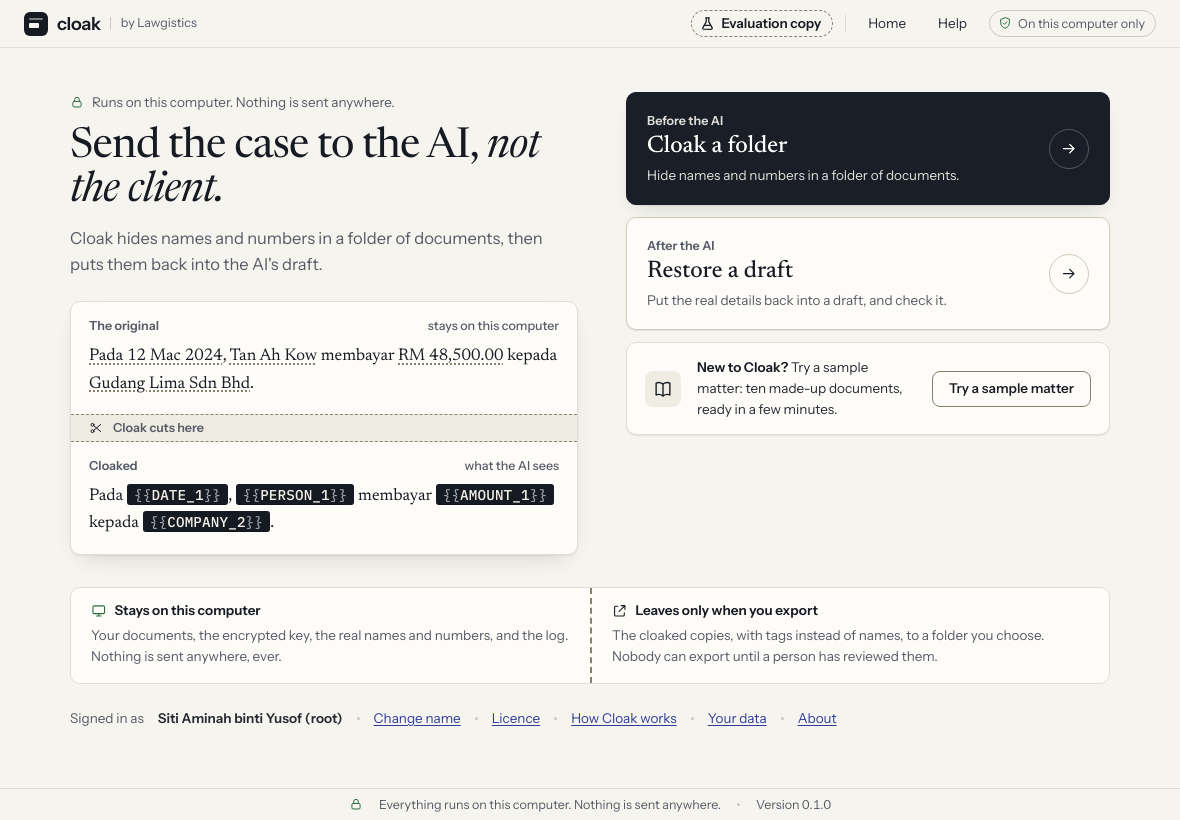 cloak by Lawgistics
Evaluation copy
Home
Help
On this computer only
Runs on this computer. Nothing is sent anywhere.
Send the case to the AI, not
the client.
Cloak hides names and numbers in a folder of documents, then
puts them back into the AI's draft.
The original
stays on this computer
Pada 12 Mac 2024, Tan Ah Kow membayar RM 48,500.00 kepada
Gudang Lima Sdn Bhd.
Cloak cuts here
Cloaked
what the AI sees
Pada {{DATE_1}}, {{PERSON_1}} membayar {{AMOUNT_1}}
kepada {{COMPANY_2}}.
Before the AI
Cloak a folder
Hide names and numbers in a folder of documents.
After the AI
Restore a draft
Put the real details back into a draft, and check it.
New to Cloak? Try a sample
matter: ten made-up documents,
ready in a few minutes.
Try a sample matter
Stays on this computer
Your documents, the encrypted key, the real names and numbers, and the log.
Nothing is sent anywhere, ever.
Leaves only when you export
The cloaked copies, with tags instead of names, to a folder you choose.
Nobody can export until a person has reviewed them.
Signed in as Siti Aminah binti Yusof (root) • Change name • Licence • How Cloak works • Your data • About
Everything runs on this computer. Nothing is sent anywhere. • Version 0.1.0